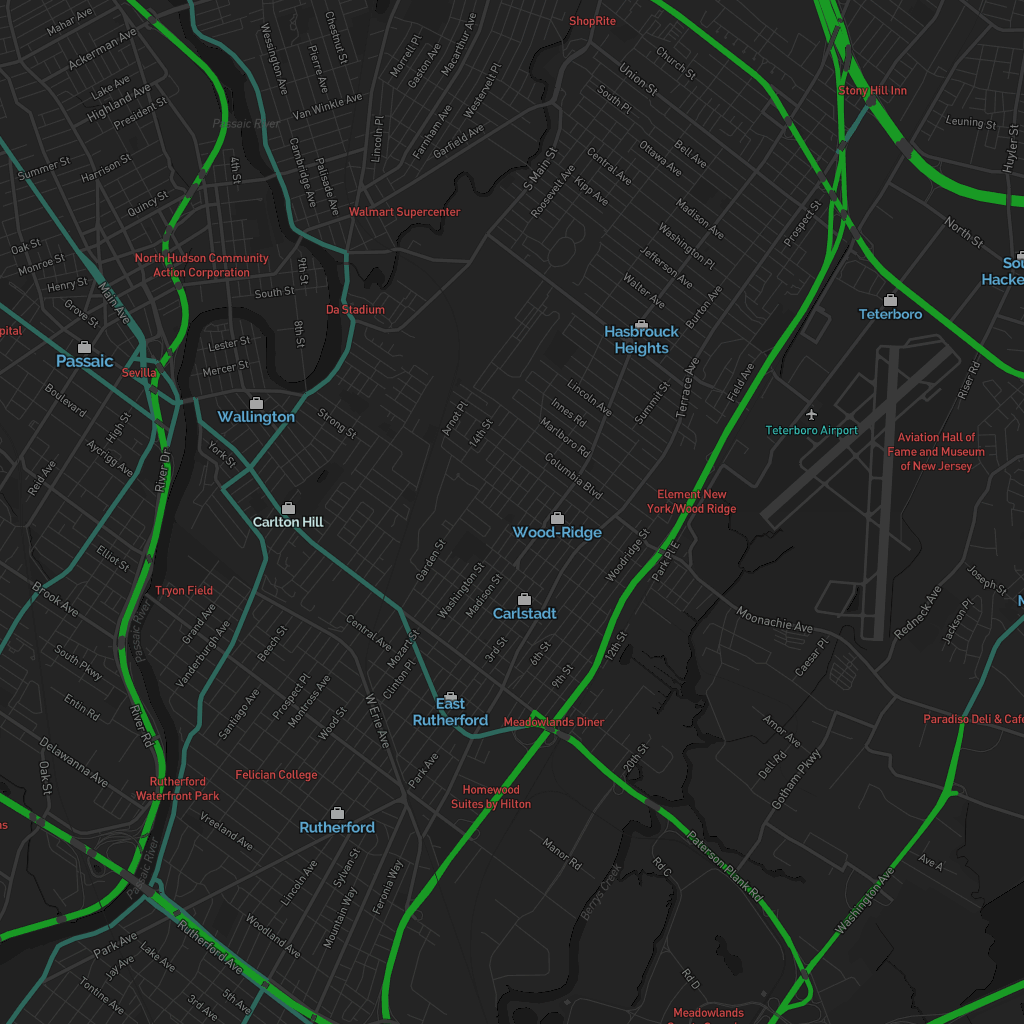 Mahar Ave
Ackerman Ave
Wessington Ave
Chestnut St
Pierre Ave
Morrell Pl
Gaston Ave
Macarthur Ave
Westervelt Pl
ShopRite
Church St
Union St
South Pl
Stony Hill Inn
Lake Ave
Highland Ave
President St
Van Winkle Ave
Lincoln Pl
Farnham Ave
Garfield Ave
Passaic River
Leuning St
Huyler St
Summer St
Harrison St
4th St
Cambridge Ave
Palisade Ave
S Main St
Roosevelt Ave
Kipp Ave
Central Ave
Ottawa Ave
Bell Ave
Quincy St
Walmart Supercenter
Madison Ave
Prospect St
North St
Oak St
Monroe St
Henry St
North Hudson Community
Action Corporation
9th St
Washington Pl
Jefferson Ave
Walter Ave
Burton Ave
Sou
Hacke
Grove St
Main Ave
South St
Da Stadium
8th St
Teterboro
pital
Passaic
Lester St
Mercer St
Hasbrouck
Heights
Sevilla
Boulevard
High St
Wallington
Strong St
Lincoln Ave
Innes Rd
Marlboro Rd
Summit St
Terrace Ave
Field Ave
Riser Rd
Teterboro Airport
Aviation Hall of
Fame and Museum
of New Jersey
Arnot Pl
14th St
Aycrigg Ave
Reid Ave
River Dr
York St
Columbia Blvd
Carlton Hill
Element New
York/Wood Ridge
Wood-Ridge
Woodridge St
Park Pl E
Elliot St
Brook Ave
Tryon Field
Garden St
Washington St
Madison St
Carlstadt
Joseph St
M
Redneck Ave
Jackson Pl
Moonachie Ave
Caesar Pl
Passaic River
Grand Ave
Vanderburgh Ave
Beech St
Central Ave
Mozart St
Clinton Pl
3rd St
6th St
9th St
12th St
South Pkwy
Entin Rd
River Rd
Santiago Ave
Prospect Pl
Montross Ave
Wood St
W Erie Ave
East
Rutherford
Meadowlands Diner
Paradiso Deli & Cafe
Amor Ave
Deli Rd
Gotham Pkwy
20th St
Delawanna Ave
Oak St
Rutherford
Waterfront Park
Felician College
Park Ave
Homewood
Suites by Hilton
ns
Rutherford
Vreeland Ave
Passaic River
Lincoln Ave
Sylvan St
Mountain Way
Feronia Way
Manor Rd
Berry Creek
Rd C
Paterson Plank Rd
Ave A
Washington Ave
Park Ave
Jay Ave
Lake Ave
Tontine Ave
Rutherford Ave
Woodland Ave
3rd Ave
5th Ave
Rd D
Meadowlands